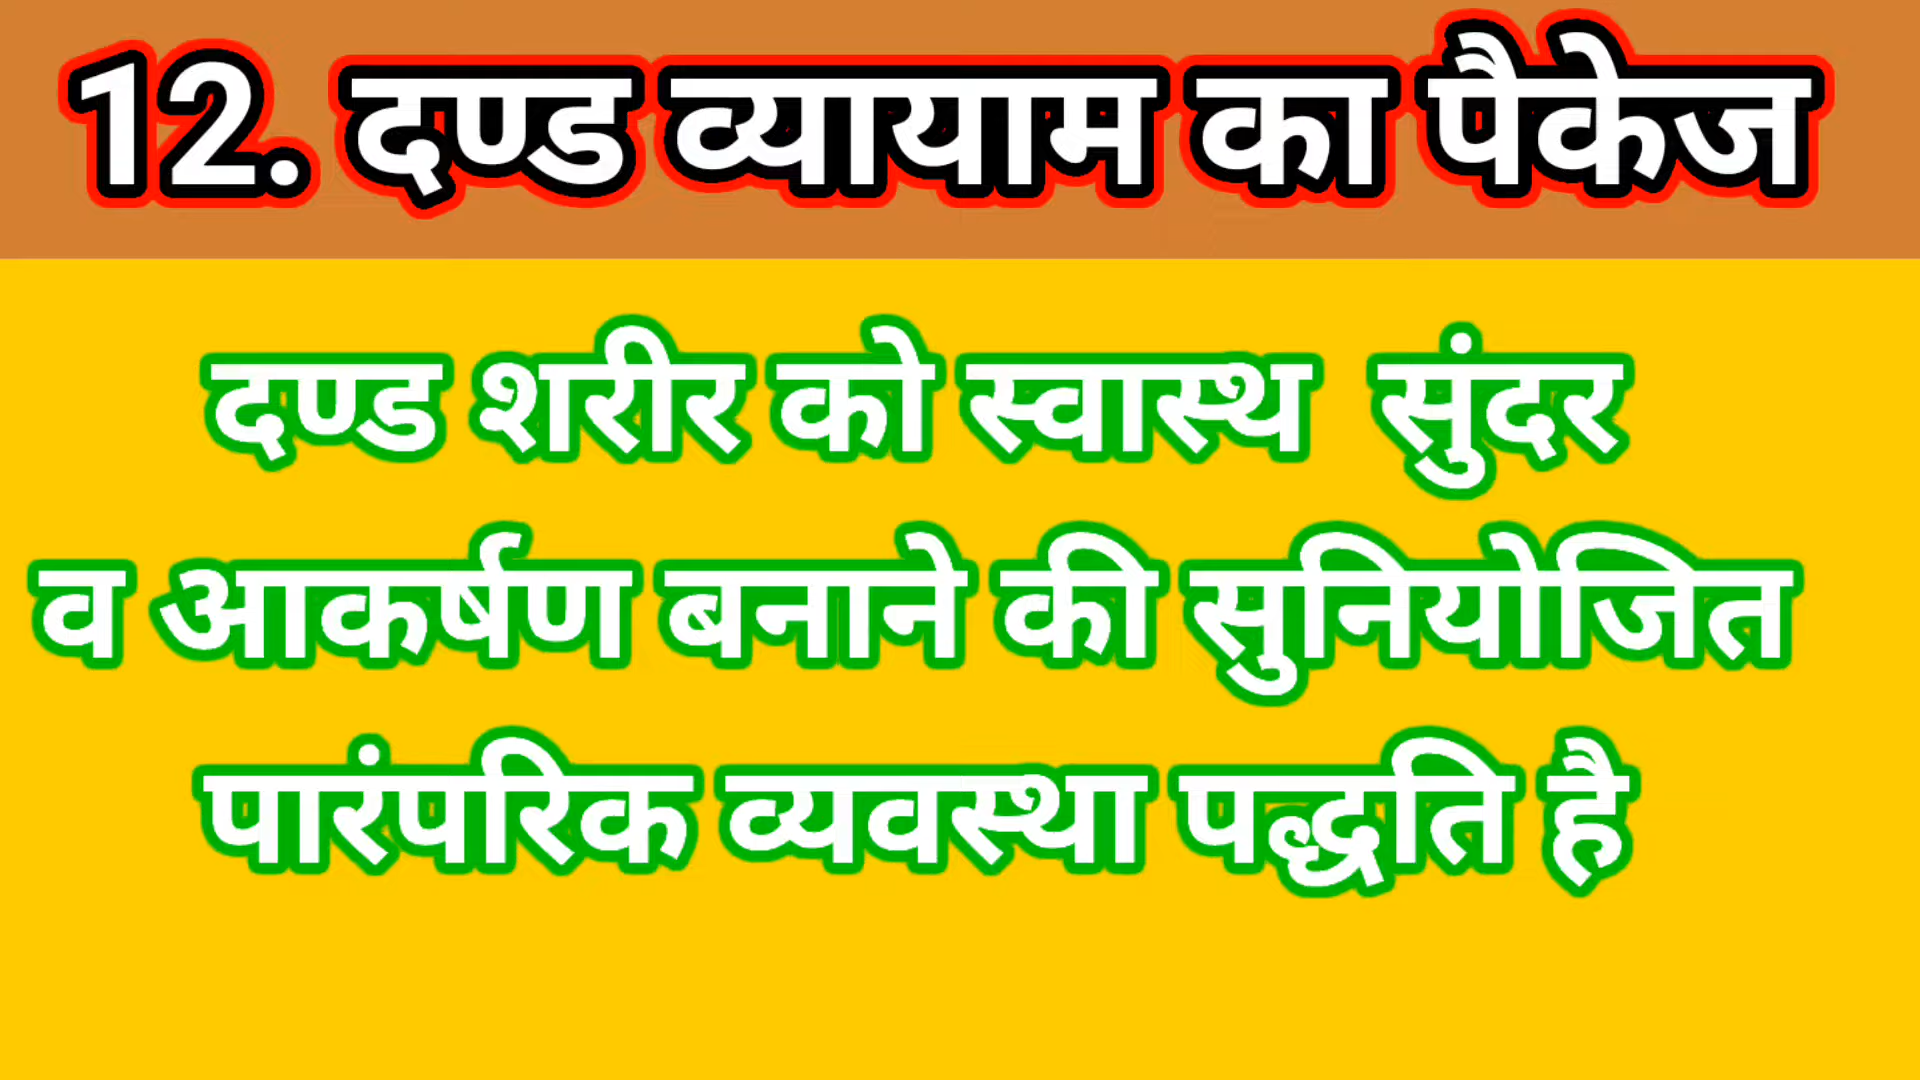 12. दण्ड व्यायाम का पैकेज
दण्ड शरीर को स्वास्थ सुंदर
व आकर्षण बनाने की सुनियोजित
पारंपरिक व्यवस्था पद्धति है